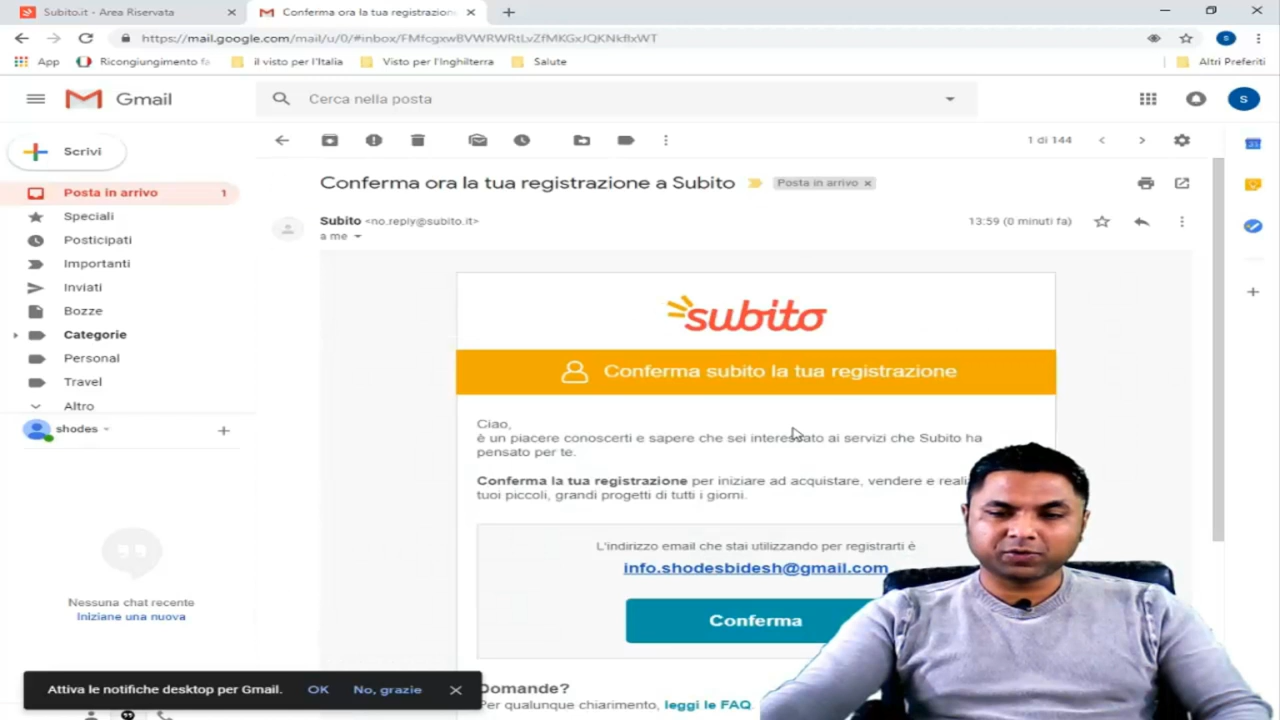 Subito.it - Area Riservata
Conferma ora la tua registrazion
https://mail.google.com/mail/u/0/#inbox/FMfcgxwBVWRWRtLvZfMKGxJQKNkflxWT
App
Ricongiungimento fa
il visto per l'Italia
Visto per l'Inghilterra
Salute
Altri Preferiti
Gmail
Cerca nella posta
S
Scrivi
1 di 144
Posta in arrivo 1
Speciali
Posticipati
Importanti
Inviati
Bozze
Categorie
Personal
Travel
Altro
shodes
Nessuna chat recente
Iniziane una nuova
Conferma ora la tua registrazione a Subito
Posta in arrivo x
Subito <no.reply@subito.it>
13:59 (0 minuti fa)
a me
subito
Conferma subito la tua registrazione
Ciao,
è un piacere conoscerti e sapere che sei interessato ai servizi che Subito ha
pensato per te.
Conferma la tua registrazione per iniziare ad acquistare, vendere e reali
tuoi piccoli, grandi progetti di tutti i giorni.
L'indirizzo email che stai utilizzando per registrarti è
info.shodesbidesh@gmail.com
Conferma
Domande?
Per qualunque chiarimento, leggi le FAQ.
Attiva le notifiche desktop per Gmail.
OK
No, grazie